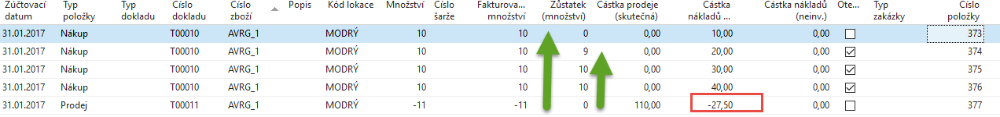 Zúčtovací datum Typ položky Typ dokladu Číslo dokladu Číslo zboží Popis Kód lokace Množství Číslo šarže Fakturova... množství Zůstatek (množství) Částka prodeje (skutečná) Částka nákladů ... Částka nákladů (neinv.) Ote... Typ zakázky Číslo položky
31.01.2017 Nákup T00010 AVRG_1 MODRÝ 10 10 0 0,00 10,00 0,00 373
31.01.2017 Nákup T00010 AVRG_1 MODRÝ 10 10 9 0,00 20,00 0,00 374
31.01.2017 Nákup T00010 AVRG_1 MODRÝ 10 10 10 0,00 30,00 0,00 375
31.01.2017 Nákup T00010 AVRG_1 MODRÝ 10 10 10 0,00 40,00 0,00 376
31.01.2017 Prodej T00011 AVRG_1 MODRÝ -11 -11 0 110,00 -27,50 0,00 377